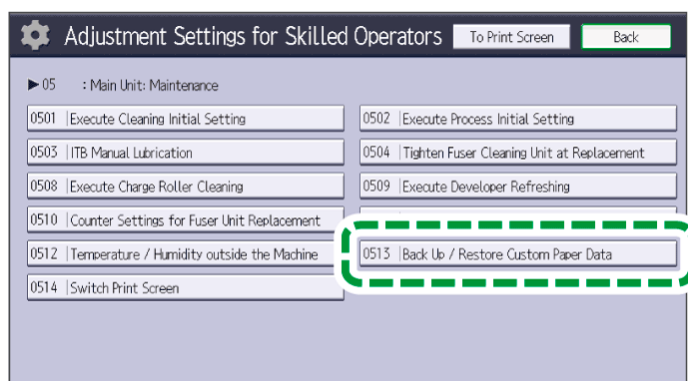 Adjustment Settings for Skilled Operators To Print Screen Back
▶05 : Main Unit: Maintenance
0501 Execute Cleaning Initial Setting 0502 Execute Process Initial Setting
0503 ITB Manual Lubrication 0504 Tighten Fuser Cleaning Unit at Replacement
0508 Execute Charge Roller Cleaning 0509 Execute Developer Refreshing
0510 Counter Settings for Fuser Unit Replacement
0512 Temperature / Humidity outside the Machine 0513 Back Up / Restore Custom Paper Data
0514 Switch Print Screen